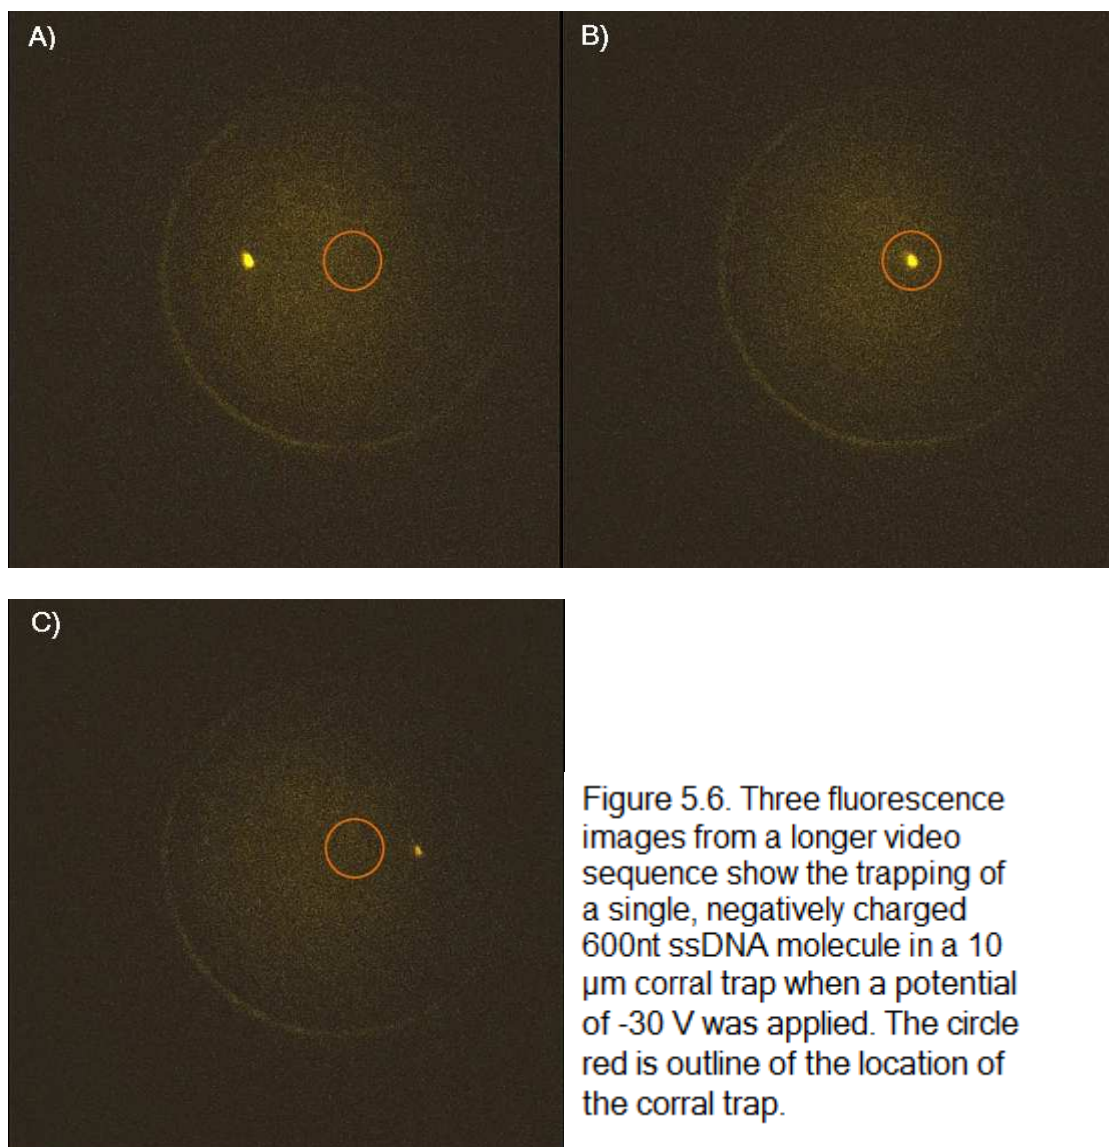 A)
B)
C)
Figure 5.6. Three fluorescence
images from a longer video
sequence show the trapping of
a single, negatively charged
600nt ssDNA molecule in a 10
µm corral trap when a potential
of -30 V was applied. The circle
red is outline of the location of
the corral trap.